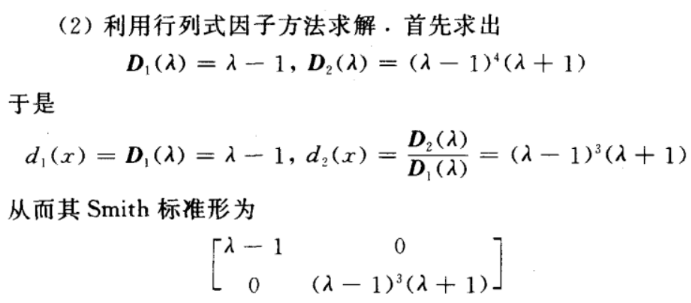 (2) 利用行列式因子方法求解.首先求出
D₁(λ) = λ − 1, D₂(λ) = (λ − 1)⁴(λ + 1)
于是
d₁(x) = D₁(λ) = λ − 1, d₂(x) = D₂(λ)/D₁(λ) = (λ − 1)³(λ + 1)
从而其 Smith 标准形为
[λ − 1 0
0 (λ − 1)³(λ + 1)]